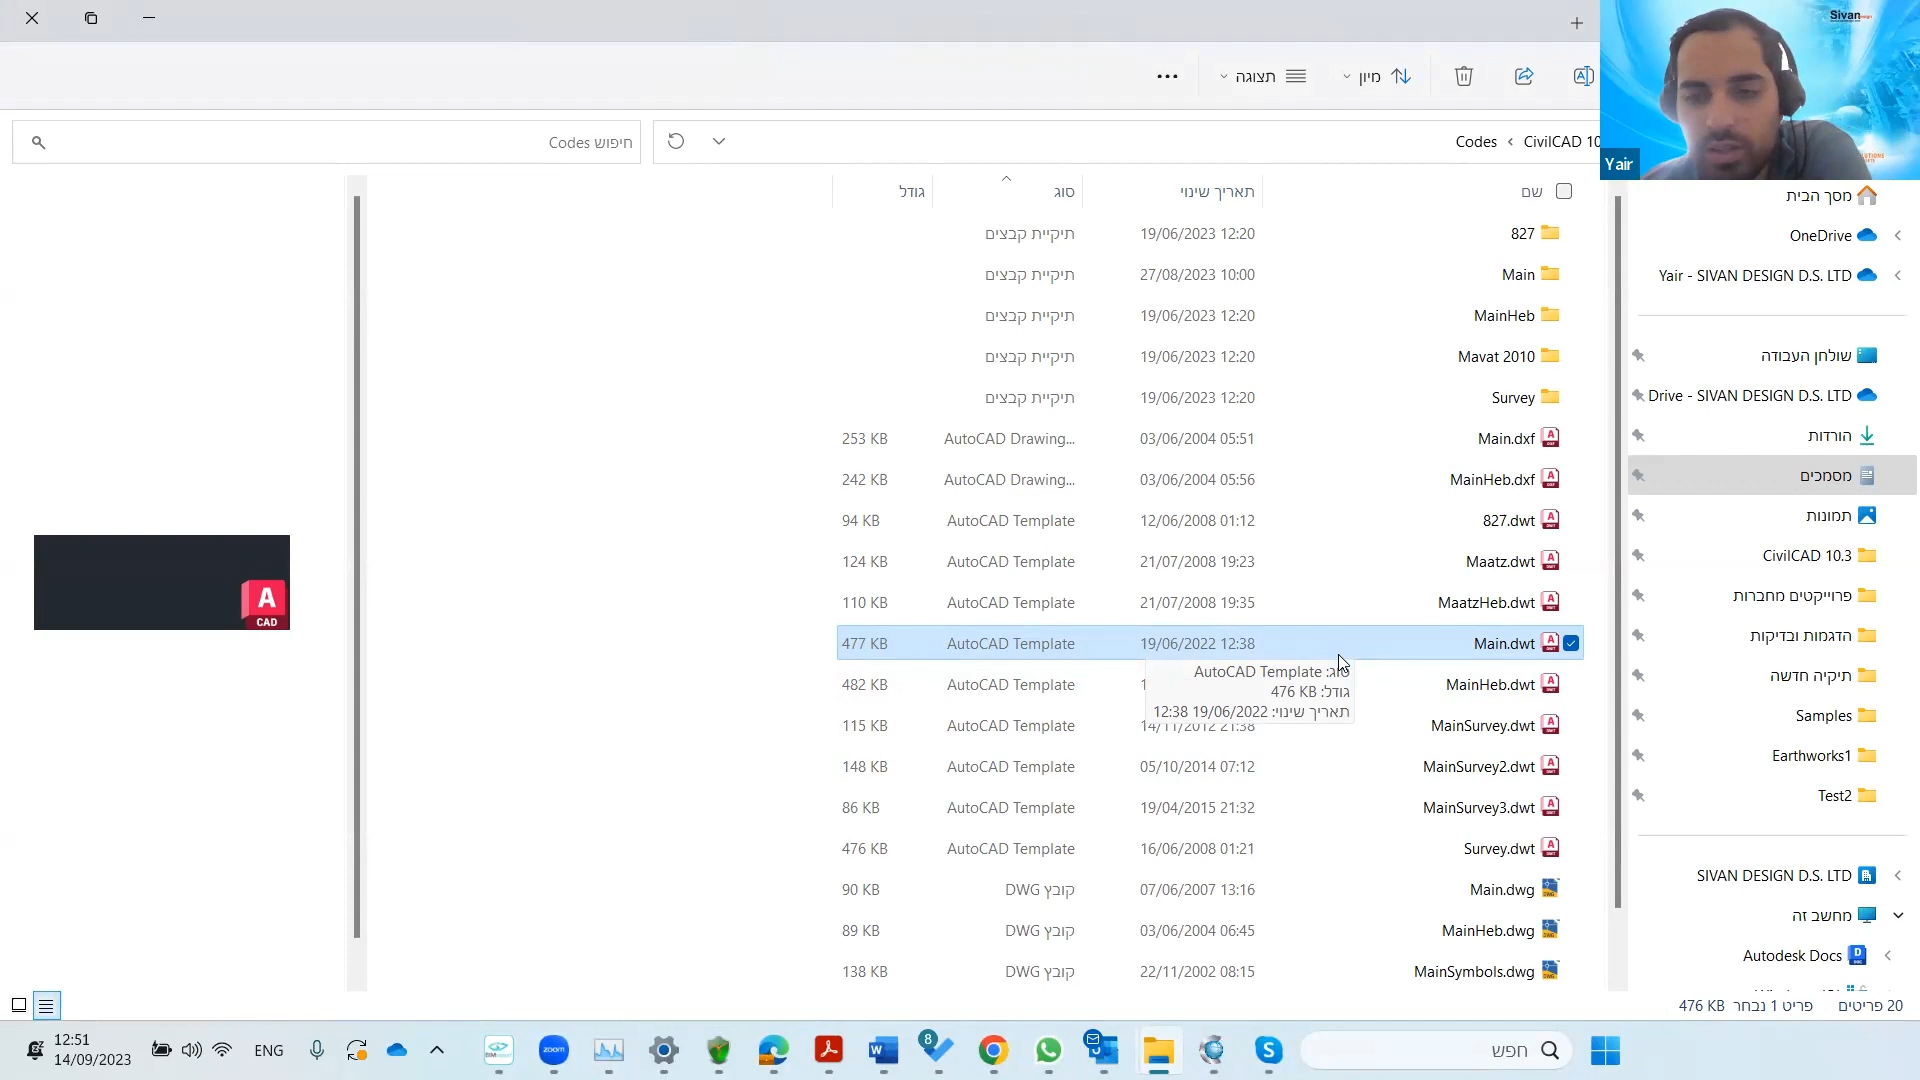 Sivan
Yair
מיון
תצוגה
CivilCAD 10
Codes
חיפוש Codes
שם
תאריך שינוי
סוג
גודל
827 19/06/2023 12:20 תיקיית קבצים
Main 27/08/2023 10:00 תיקיית קבצים
MainHeb 19/06/2023 12:20 תיקיית קבצים
Mavat 2010 19/06/2023 12:20 תיקיית קבצים
Survey 19/06/2023 12:20 תיקיית קבצים
Main.dxf 03/06/2004 05:51 AutoCAD Drawing... 253 KB
MainHeb.dxf 03/06/2004 05:56 AutoCAD Drawing... 242 KB
827.dwt 12/06/2008 01:12 AutoCAD Template 94 KB
Maatz.dwt 21/07/2008 19:23 AutoCAD Template 124 KB
MaatzHeb.dwt 21/07/2008 19:35 AutoCAD Template 110 KB
Main.dwt 19/06/2022 12:38 AutoCAD Template 477 KB
MainHeb.dwt 1 AutoCAD Template 482 KB
MainSurvey.dwt 14/11/2012 21:38 AutoCAD Template 115 KB
MainSurvey2.dwt 05/10/2014 07:12 AutoCAD Template 148 KB
MainSurvey3.dwt 19/04/2015 21:32 AutoCAD Template 86 KB
Survey.dwt 16/06/2008 01:21 AutoCAD Template 476 KB
Main.dwg 07/06/2007 13:16 קובץ DWG 90 KB
MainHeb.dwg 03/06/2004 06:45 קובץ DWG 89 KB
MainSymbols.dwg 22/11/2002 08:15 קובץ DWG 138 KB
סוג: AutoCAD Template
גודל: 476 KB
תאריך שינוי: 19/06/2022 12:38
A
CAD
מסך הבית
OneDrive
Yair - SIVAN DESIGN D.S. LTD
שולחן העבודה
Drive - SIVAN DESIGN D.S. LTD
הורדות
מסמכים
תמונות
CivilCAD 10.3
פרוייקטים מחברות
הדגמות ובדיקות
תיקיה חדשה
Samples
Earthworks1
Test2
SIVAN DESIGN D.S. LTD
מחשב זה
Autodesk Docs
20 פריטים
פריט 1 נבחר 476 KB
חפש
8
zoom
ENG
12:51
14/09/2023